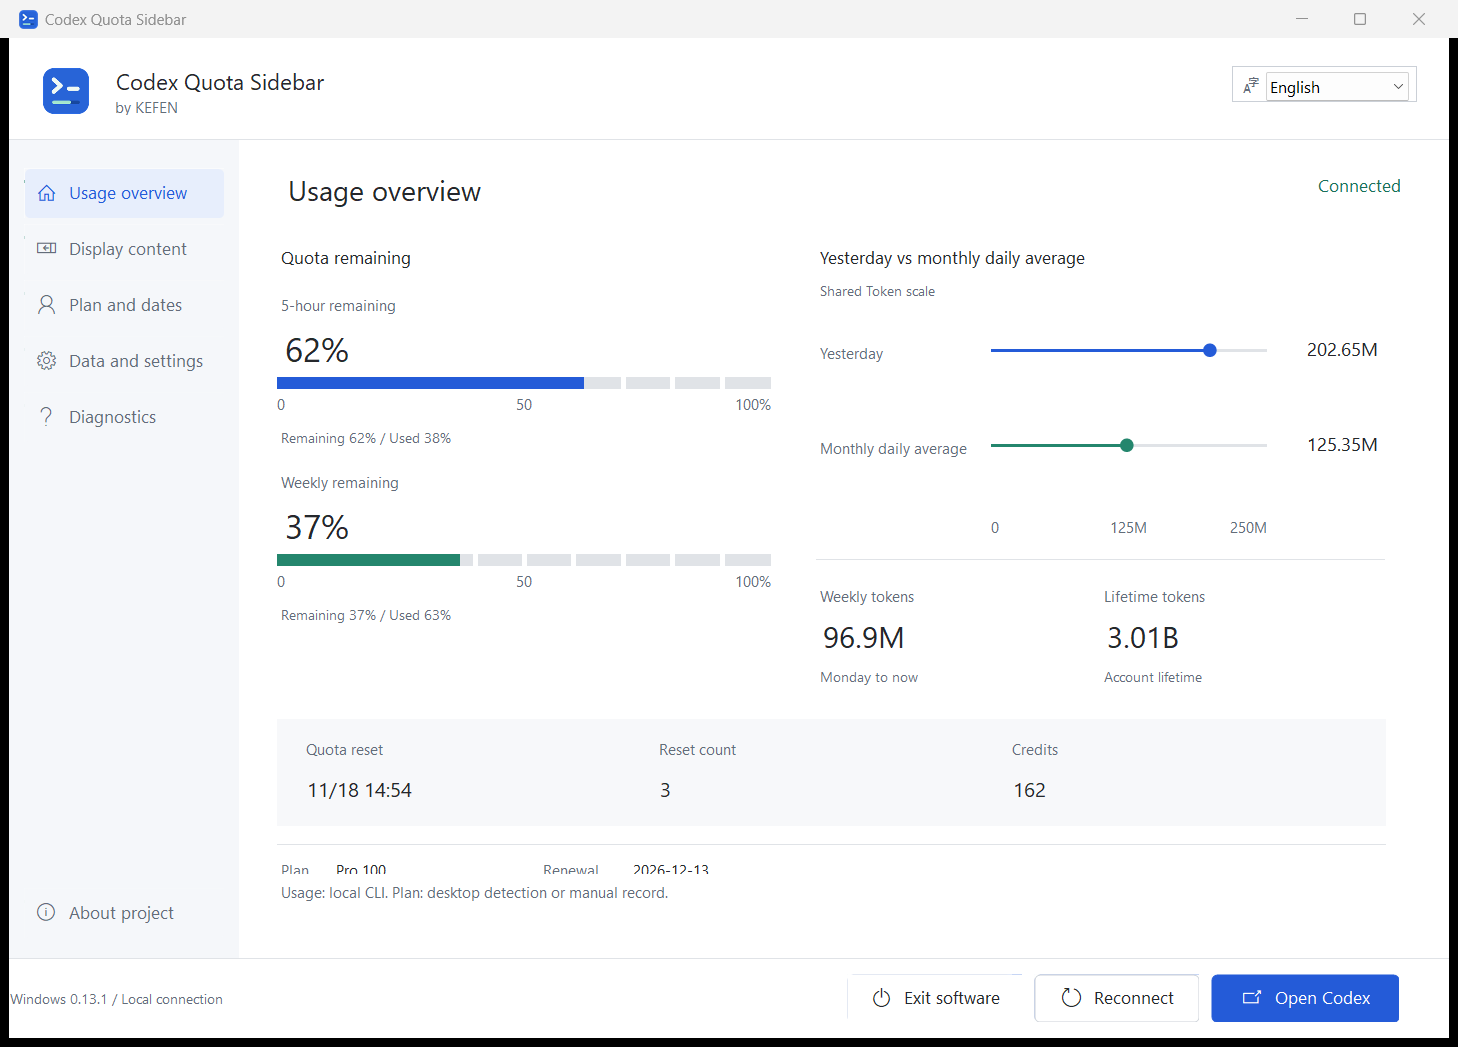 Codex Quota Sidebar
Codex Quota Sidebar
by KEFEN
English
Usage overview
Display content
Plan and dates
Data and settings
Diagnostics
About project
Usage overview
Connected
Quota remaining
5-hour remaining
62%
0 50 100%
Remaining 62% / Used 38%
Weekly remaining
37%
0 50 100%
Remaining 37% / Used 63%
Yesterday vs monthly daily average
Shared Token scale
Yesterday 202.65M
Monthly daily average 125.35M
0 125M 250M
Weekly tokens
96.9M
Monday to now
Lifetime tokens
3.01B
Account lifetime
Quota reset
11/18 14:54
Reset count
3
Credits
162
Plan Pro 100 Renewal 2026-12-13
Usage: local CLI. Plan: desktop detection or manual record.
Windows 0.13.1 / Local connection
Exit software
Reconnect
Open Codex